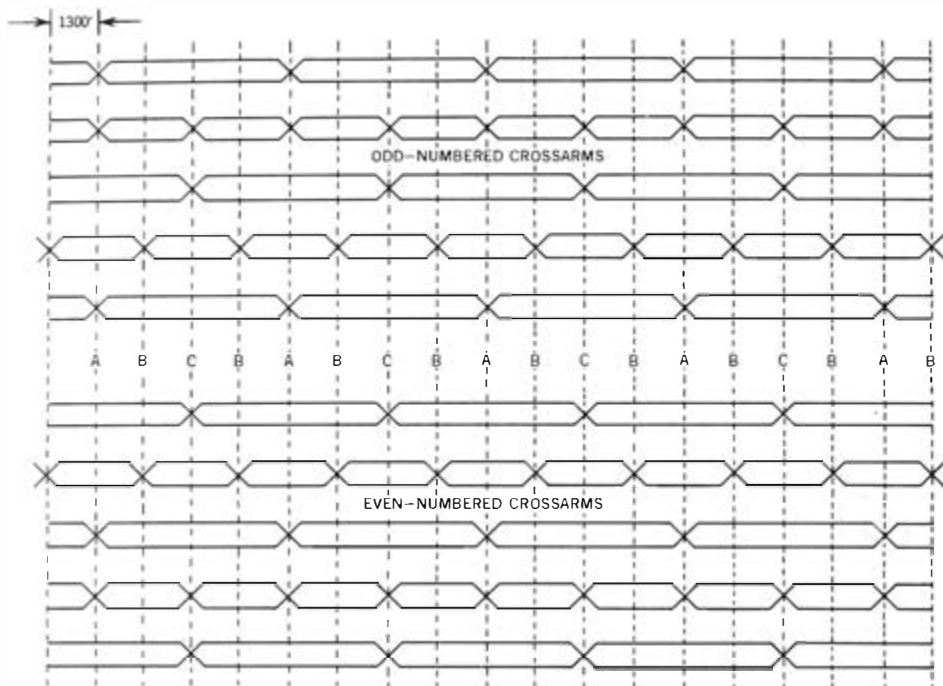 1300'
ODD-NUMBERED CROSSARMS
A B C B A B C B A B C B A B C B A B
EVEN-NUMBERED CROSSARMS